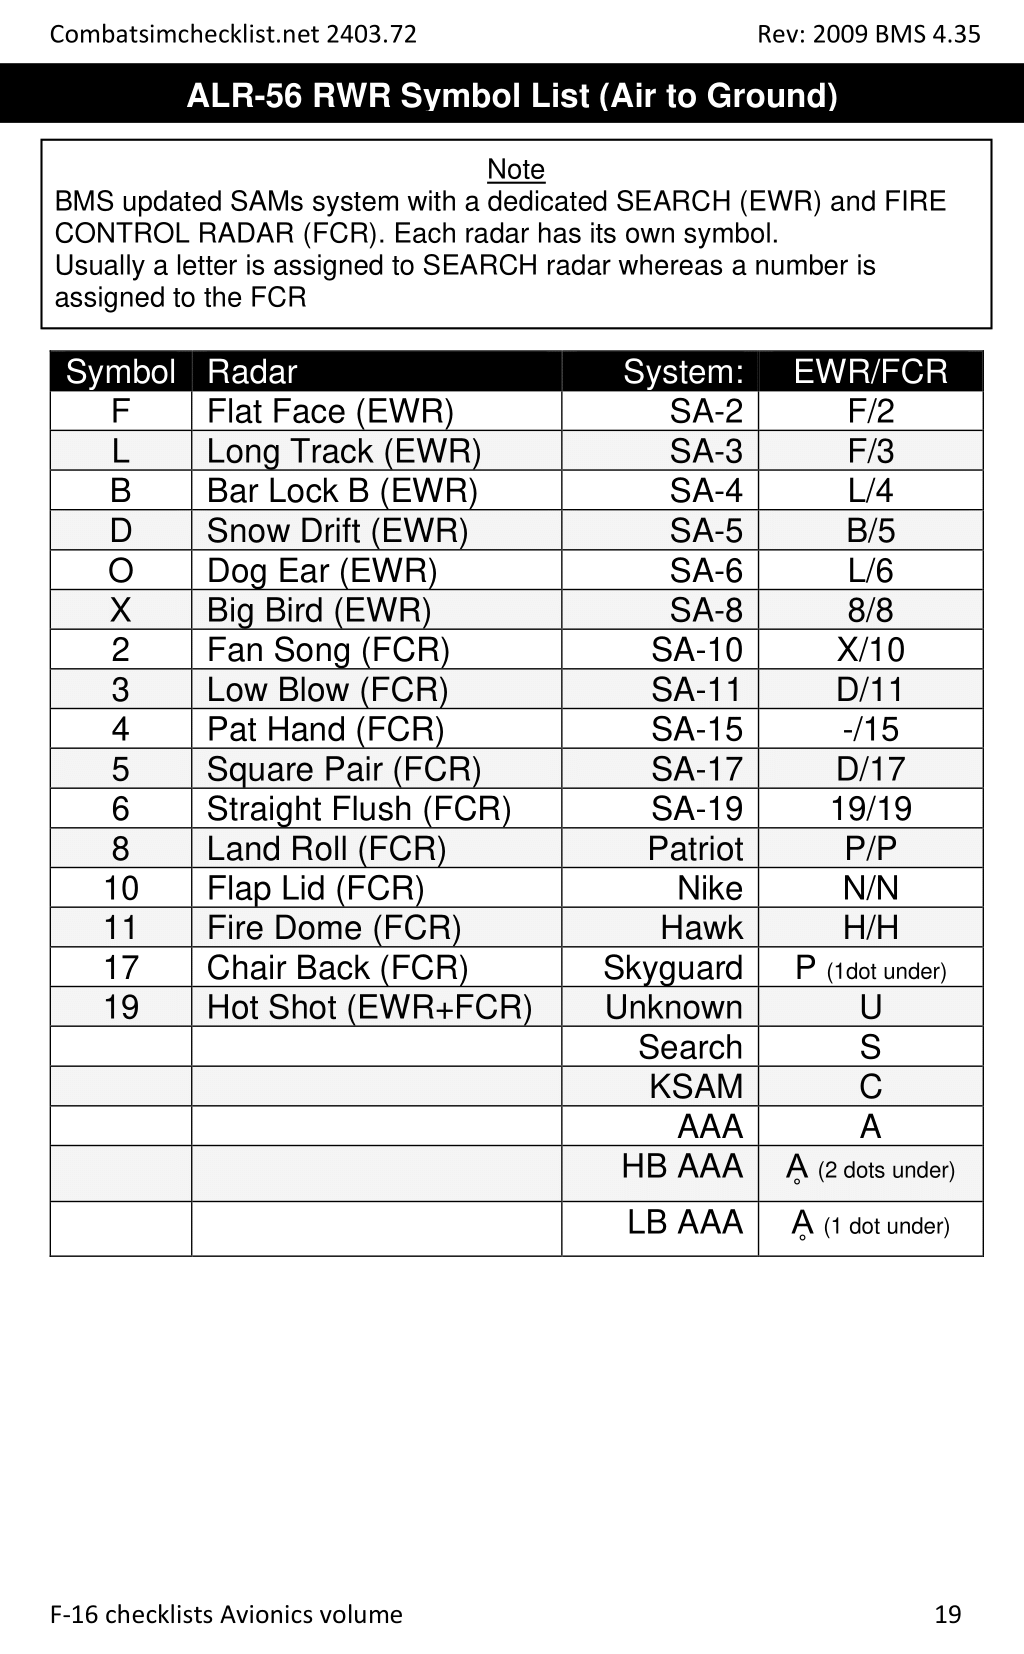 Combatsimchecklist.net 2403.72 Rev: 2009 BMS 4.35
ALR-56 RWR Symbol List (Air to Ground)
Note
BMS updated SAMs system with a dedicated SEARCH (EWR) and FIRE
CONTROL RADAR (FCR). Each radar has its own symbol.
Usually a letter is assigned to SEARCH radar whereas a number is
assigned to the FCR
Symbol Radar System: EWR/FCR
F Flat Face (EWR) SA-2 F/2
L Long Track (EWR) SA-3 F/3
B Bar Lock B (EWR) SA-4 L/4
D Snow Drift (EWR) SA-5 B/5
O Dog Ear (EWR) SA-6 L/6
X Big Bird (EWR) SA-8 8/8
2 Fan Song (FCR) SA-10 X/10
3 Low Blow (FCR) SA-11 D/11
4 Pat Hand (FCR) SA-15 -/15
5 Square Pair (FCR) SA-17 D/17
6 Straight Flush (FCR) SA-19 19/19
8 Land Roll (FCR) Patriot P/P
10 Flap Lid (FCR) Nike N/N
11 Fire Dome (FCR) Hawk H/H
17 Chair Back (FCR) Skyguard P (1dot under)
19 Hot Shot (EWR+FCR) Unknown U
Search S
KSAM C
AAA A
HB AAA Ḁ (2 dots under)
LB AAA Ḁ (1 dot under)
F-16 checklists Avionics volume 19